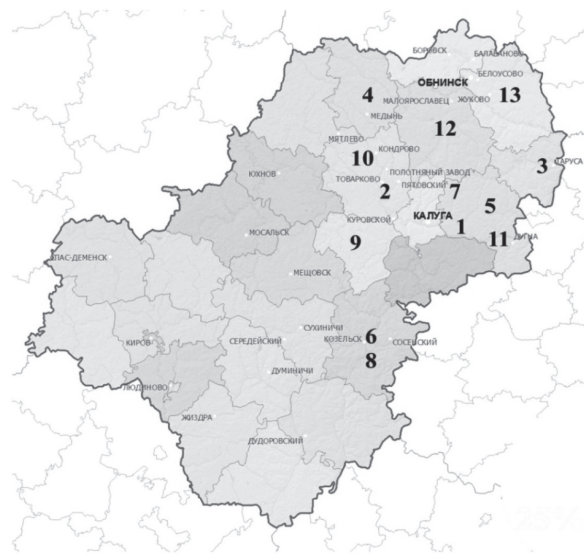 БОРОВСК
БАЛАБАНОВО
ОБНИНСК
БЕЛОУСОВО
4
МАЛОЯРОСЛАВЕЦ
ЖУКОВО
13
МЕДЫНЬ
12
МЯТЛЕВО
КОНДРОВО
10
3
ТАРУСА
ЮХНОВ
ПОЛОТНЯНЫЙ ЗАВОД
ТОВАРКОВО
ПЯТОВСКИЙ
2
7
5
КУРОВСКОЙ
КАЛУГА
1
МОСАЛЬСК
9
11
ДУГНА
СПАС-ДЕМЕНСК
МЕЩОВСК
СУХИНИЧИ
6
КИРОВ
СЕРЕДЕЙСКИЙ
КОЗЕЛЬСК
СОСЕНСКИЙ
8
ДУМИНИЧИ
ЛЮДИНОВО
ЖИЗДРА
ДУДОРОВСКИЙ